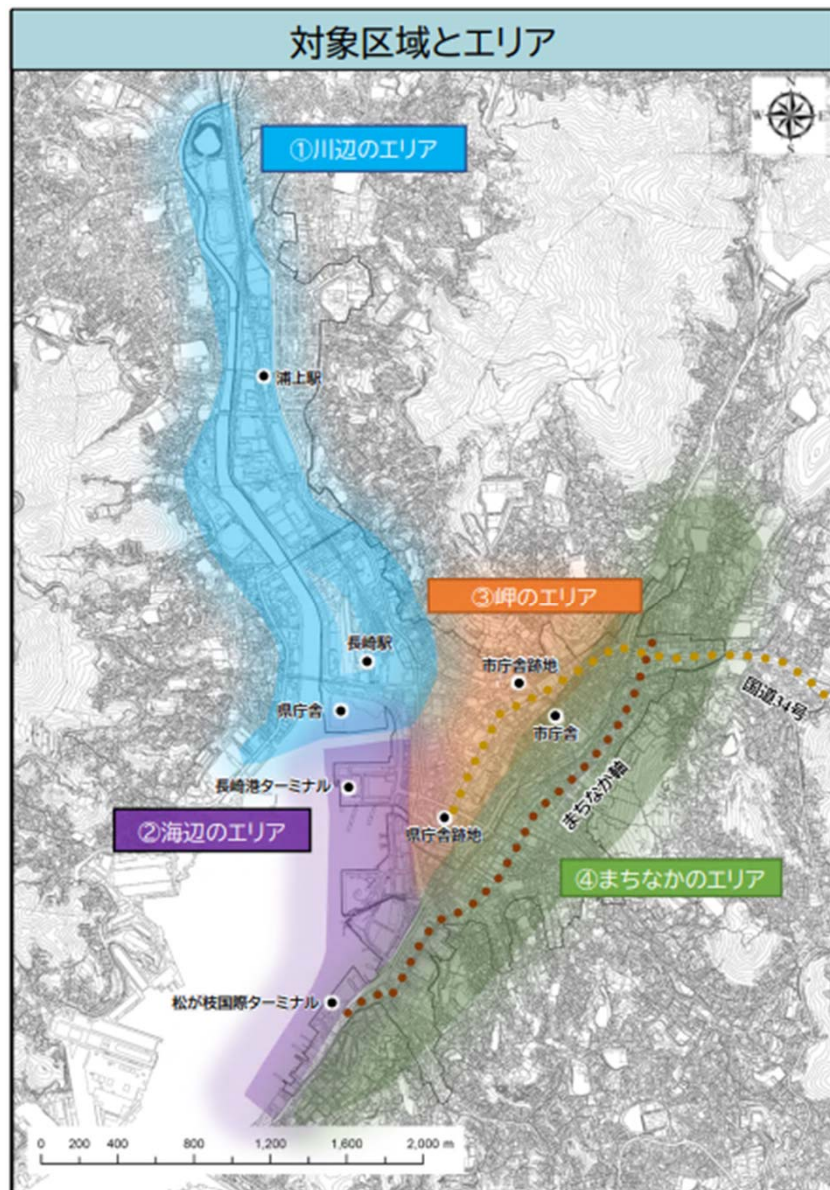 対象区域とエリア
N
W E
S
①川辺のエリア
浦上駅
③岬のエリア
長崎駅
市庁舎跡地
国道34号
県庁舎
市庁舎
長崎港ターミナル
まちなか軸
②海辺のエリア
県庁舎跡地
④まちなかのエリア
松が枝国際ターミナル
0 200 400 800 1,200 1,600 2,000 m